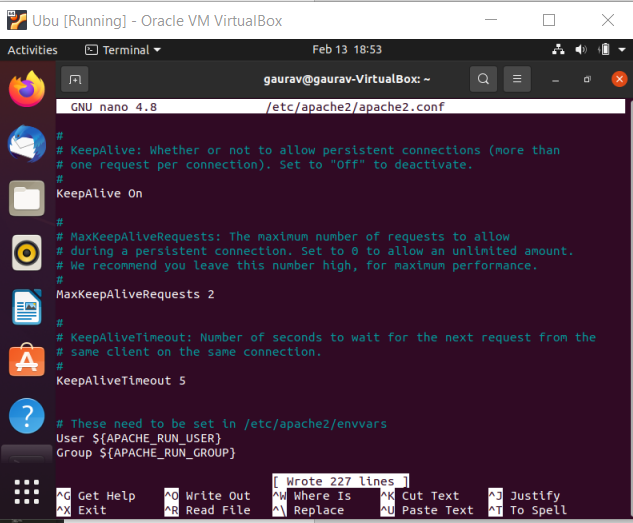 Ubu [Running] - Oracle VM VirtualBox
Activities Terminal Feb 13 18:53
gaurav@gaurav-VirtualBox: ~
GNU nano 4.8 /etc/apache2/apache2.conf
#
# KeepAlive: Whether or not to allow persistent connections (more than
# one request per connection). Set to "Off" to deactivate.
#
KeepAlive On
#
# MaxKeepAliveRequests: The maximum number of requests to allow
# during a persistent connection. Set to 0 to allow an unlimited amount.
# We recommend you leave this number high, for maximum performance.
#
MaxKeepAliveRequests 2
#
# KeepAliveTimeout: Number of seconds to wait for the next request from the
# same client on the same connection.
#
KeepAliveTimeout 5
# These need to be set in /etc/apache2/envvars
User ${APACHE_RUN_USER}
Group ${APACHE_RUN_GROUP}
[ Wrote 227 lines ]
^G Get Help ^O Write Out ^W Where Is ^K Cut Text ^J Justify
^X Exit ^R Read File ^\ Replace ^U Paste Text ^T To Spell